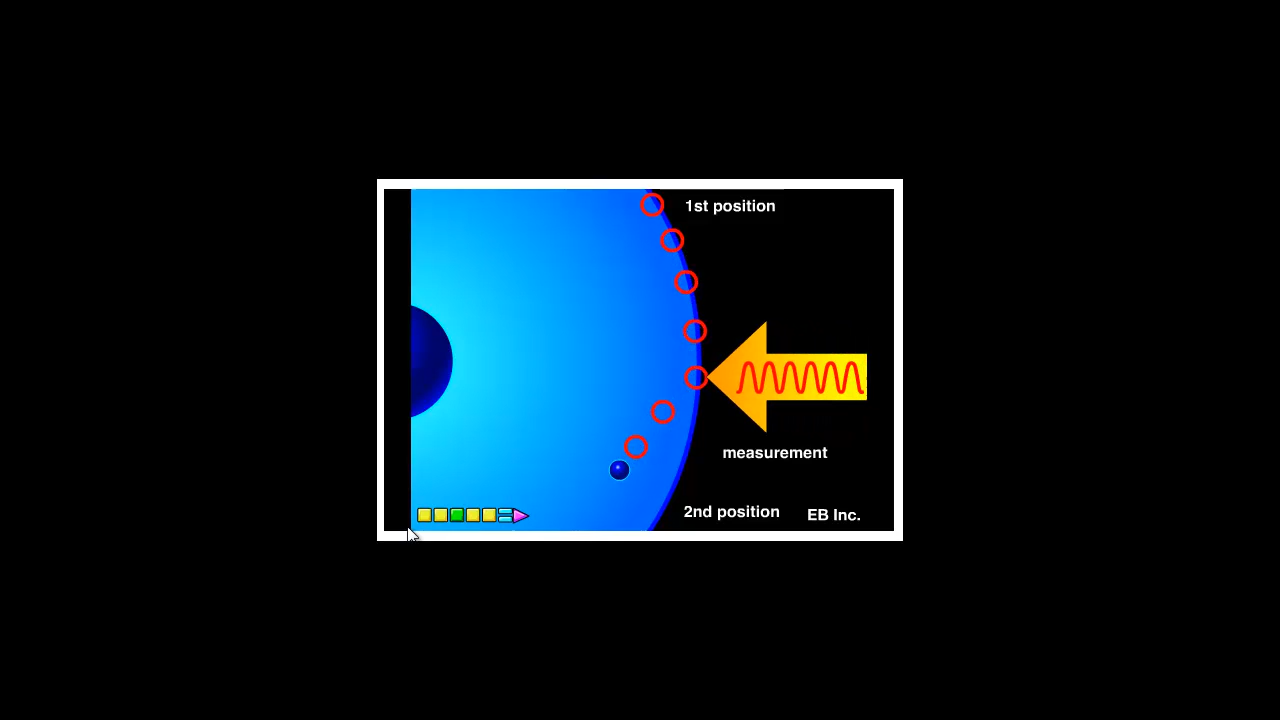 1st position
measurement
2nd position
EB Inc.